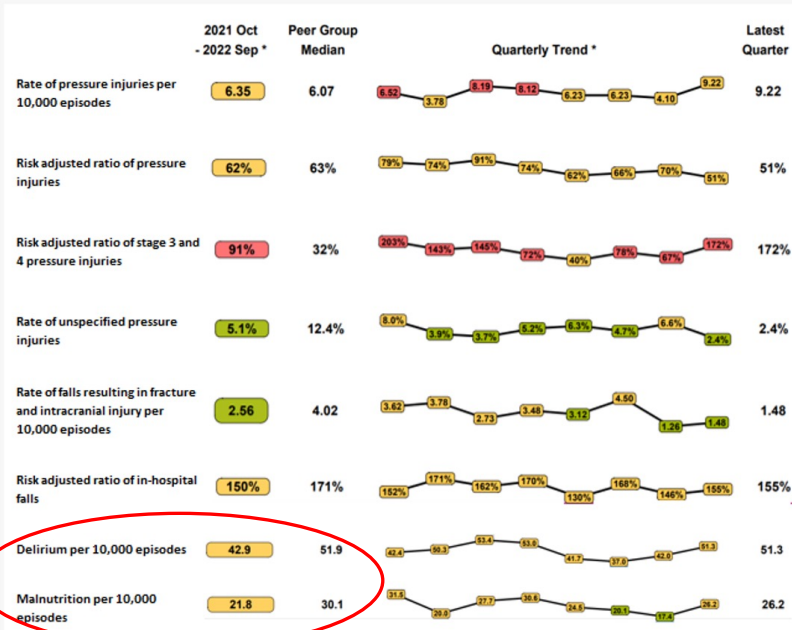 2021 Oct Peer Group Latest
- 2022 Sep * Median Quarterly Trend * Quarter
Rate of pressure injuries per
10,000 episodes
6.35 6.07 6.52 3.78 8.19 8.12 6.23 6.23 4.10 9.22 9.22
Risk adjusted ratio of pressure
injuries
62% 63% 79% 74% 91% 74% 62% 66% 70% 51% 51%
Risk adjusted ratio of stage 3 and
4 pressure injuries
91% 32% 203% 143% 145% 72% 40% 78% 67% 172% 172%
Rate of unspecified pressure
injuries
5.1% 12.4% 8.0% 3.9% 3.7% 5.2% 6.3% 4.7% 6.6% 2.4% 2.4%
Rate of falls resulting in fracture
and intracranial injury per
10,000 episodes
2.56 4.02 3.62 3.78 2.73 3.48 3.12 4.50 1.26 1.48 1.48
Risk adjusted ratio of in-hospital
falls
150% 171% 152% 171% 162% 170% 130% 168% 146% 155% 155%
Delirium per 10,000 episodes 42.9 51.9 42.4 50.3 53.4 53.0 41.7 37.0 42.0 51.3 51.3
Malnutrition per 10,000
episodes
21.8 30.1 31.5 20.0 27.7 30.6 24.5 20.1 17.4 26.2 26.2